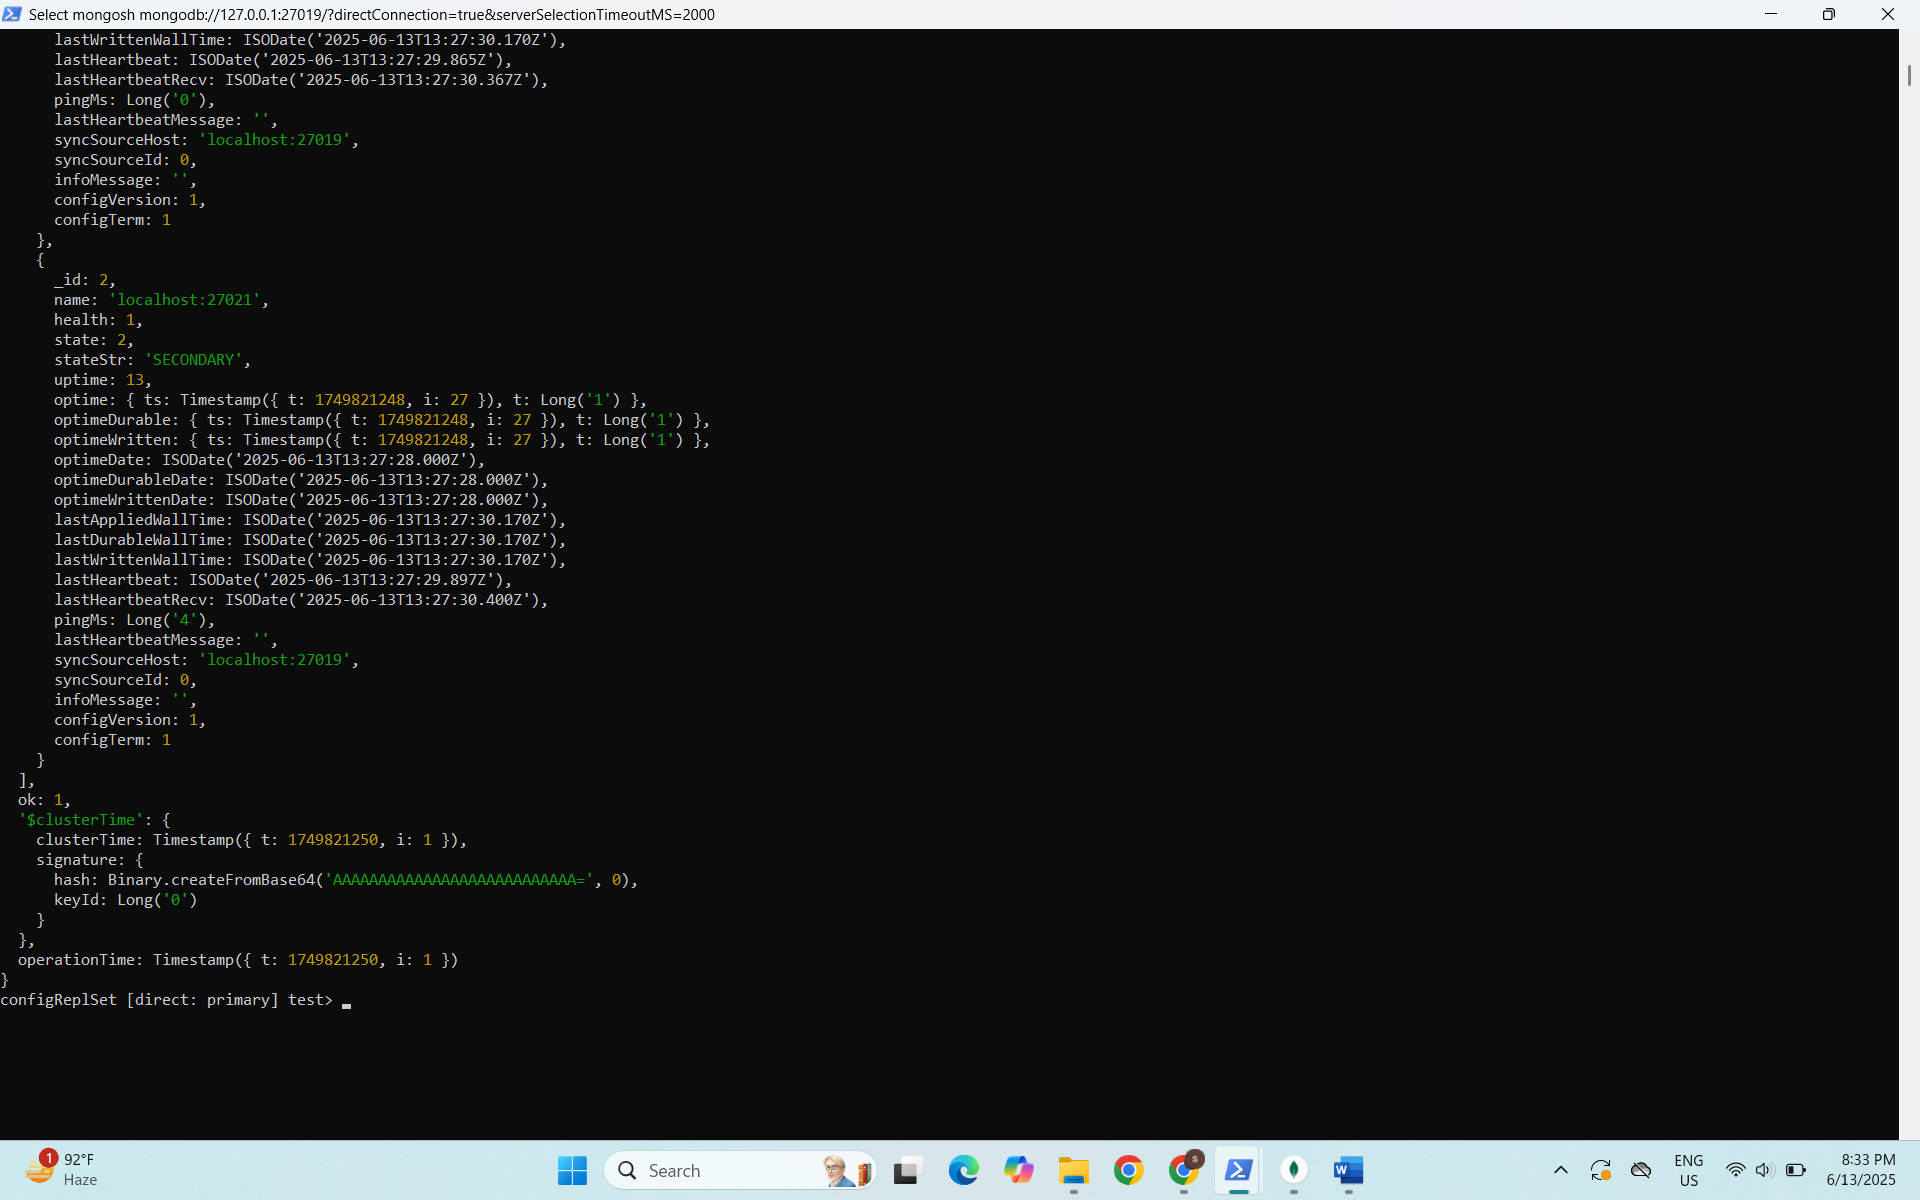 Select mongosh mongodb://127.0.0.1:27019/?directConnection=true&serverSelectionTimeoutMS=2000
lastWrittenWallTime: ISODate('2025-06-13T13:27:30.170Z'),
lastHeartbeat: ISODate('2025-06-13T13:27:29.865Z'),
lastHeartbeatRecv: ISODate('2025-06-13T13:27:30.367Z'),
pingMs: Long('0'),
lastHeartbeatMessage: '',
syncSourceHost: 'localhost:27019',
syncSourceId: 0,
infoMessage: '',
configVersion: 1,
configTerm: 1
},
{
_id: 2,
name: 'localhost:27021',
health: 1,
state: 2,
stateStr: 'SECONDARY',
uptime: 13,
optime: { ts: Timestamp({ t: 1749821248, i: 27 }), t: Long('1') },
optimeDurable: { ts: Timestamp({ t: 1749821248, i: 27 }), t: Long('1') },
optimeWritten: { ts: Timestamp({ t: 1749821248, i: 27 }), t: Long('1') },
optimeDate: ISODate('2025-06-13T13:27:28.000Z'),
optimeDurableDate: ISODate('2025-06-13T13:27:28.000Z'),
optimeWrittenDate: ISODate('2025-06-13T13:27:28.000Z'),
lastAppliedWallTime: ISODate('2025-06-13T13:27:30.170Z'),
lastDurableWallTime: ISODate('2025-06-13T13:27:30.170Z'),
lastWrittenWallTime: ISODate('2025-06-13T13:27:30.170Z'),
lastHeartbeat: ISODate('2025-06-13T13:27:29.897Z'),
lastHeartbeatRecv: ISODate('2025-06-13T13:27:30.400Z'),
pingMs: Long('4'),
lastHeartbeatMessage: '',
syncSourceHost: 'localhost:27019',
syncSourceId: 0,
infoMessage: '',
configVersion: 1,
configTerm: 1
}
],
ok: 1,
'$clusterTime': {
clusterTime: Timestamp({ t: 1749821250, i: 1 }),
signature: {
hash: Binary.createFromBase64('AAAAAAAAAAAAAAAAAAAAAAAAAAA=', 0),
keyId: Long('0')
}
},
operationTime: Timestamp({ t: 1749821250, i: 1 })
}
configReplSet [direct: primary] test>
1
92°F
Haze
Search
S
W
ENG
US
8:33 PM
6/13/2025